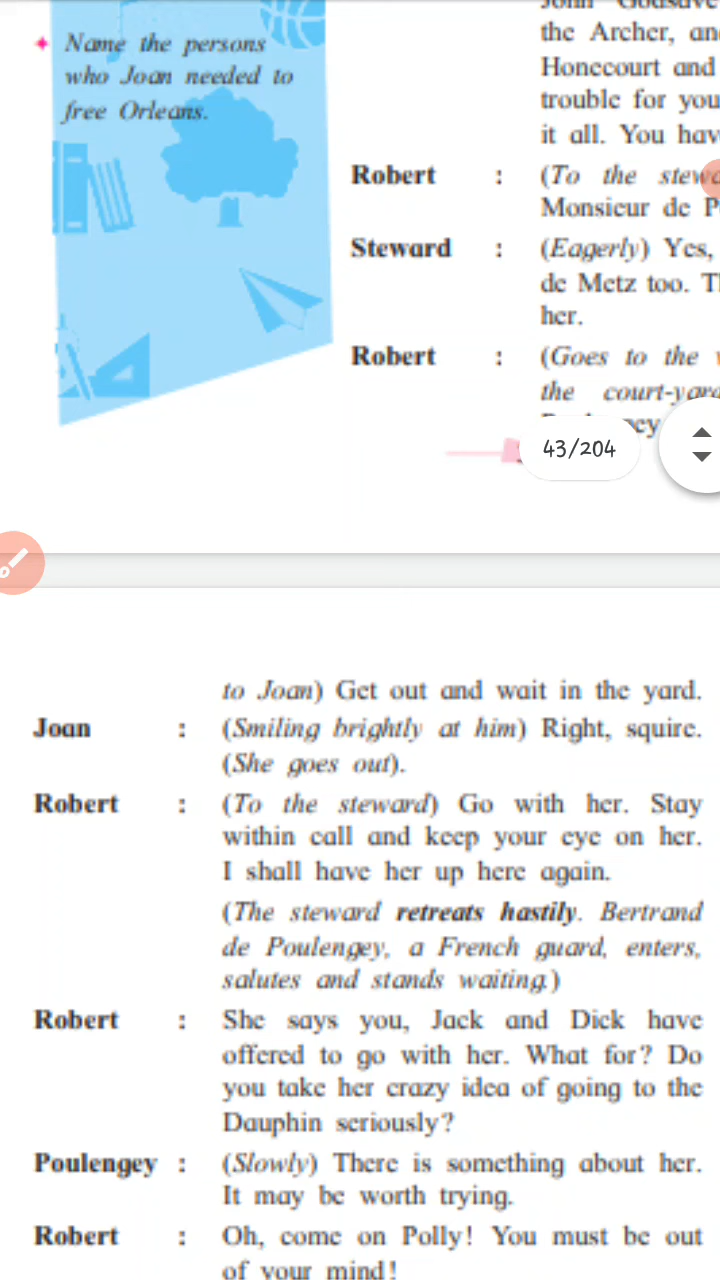 Name the persons
who Joan needed to
free Orleans.
the Archer, and
Honecourt and
trouble for you
it all. You hav
Robert : (To the stewa
Monsieur de P
Steward : (Eagerly) Yes,
de Metz too. T
her.
Robert : (Goes to the
the court-yard
43/204
to Joan) Get out and wait in the yard.
Joan : (Smiling brightly at him) Right, squire.
(She goes out).
Robert : (To the steward) Go with her. Stay
within call and keep your eye on her.
I shall have her up here again.
(The steward retreats hastily. Bertrand
de Poulengey, a French guard, enters,
salutes and stands waiting.)
Robert : She says you, Jack and Dick have
offered to go with her. What for? Do
you take her crazy idea of going to the
Dauphin seriously?
Poulengey : (Slowly) There is something about her.
It may be worth trying.
Robert : Oh, come on Polly! You must be out
of your mind!